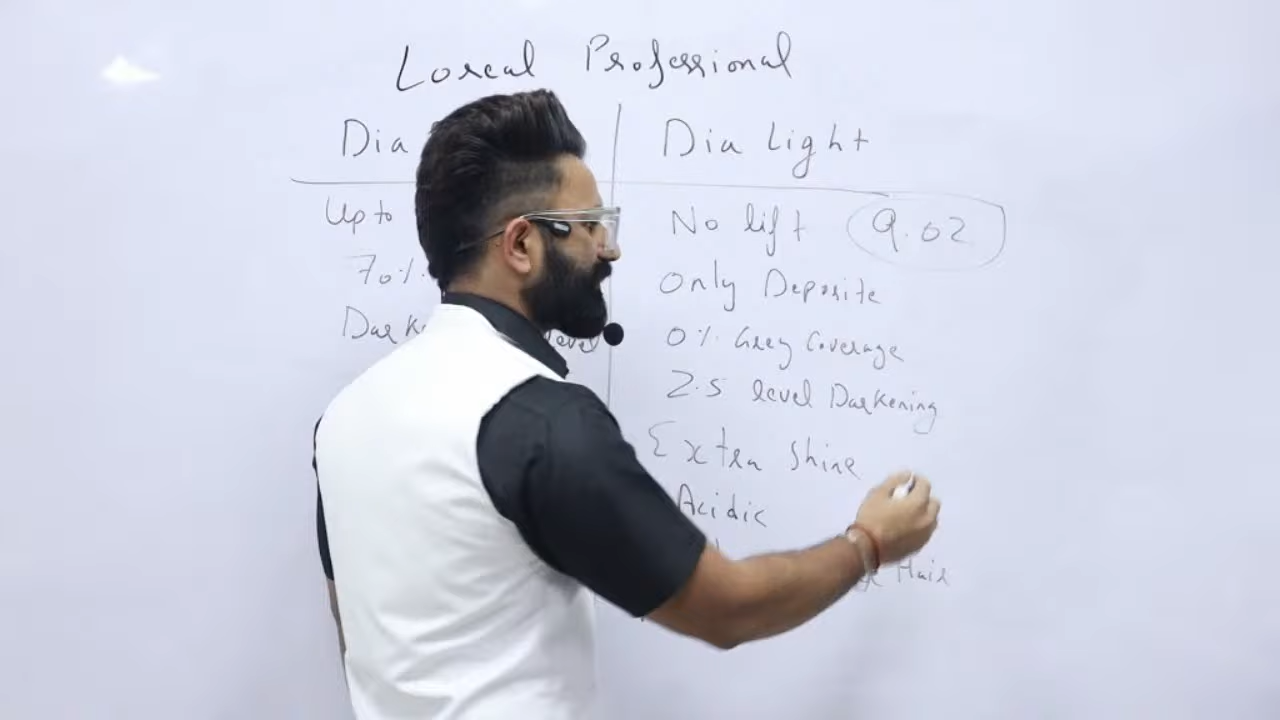 Loreal Professional
Dia
Dia Light
Up to
No lift 9.02
70%
Only Deposite
Dark level
0% Grey Coverage
2.5 level Darkening
Extra Shine
Acidic
Hair